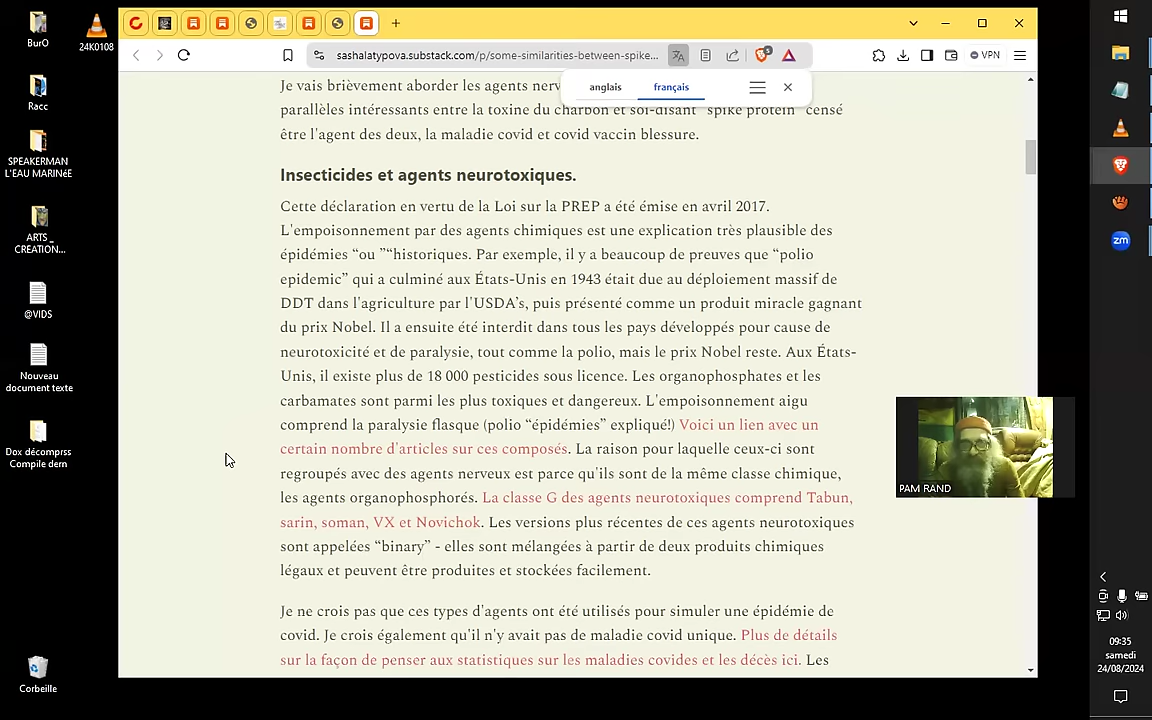 BurO
24K0108
Racc
SPEAKERMAN
L'EAU MARINéE
ARTS _
CREATION...
@VIDS
Nouveau
document texte
Dox décomprss
Compile dern
Corbeille
sashalatypova.substack.com/p/some-similarities-between-spike...
5
VPN
anglais
français
Je vais brièvement aborder les agents nerv
parallèles intéressants entre la toxine du charbon et soi-disant "spike protein" censé
être l'agent des deux, la maladie covid et covid vaccin blessure.
Insecticides et agents neurotoxiques.
Cette déclaration en vertu de la Loi sur la PREP a été émise en avril 2017.
L'empoisonnement par des agents chimiques est une explication très plausible des
épidémies “ou ”“historiques. Par exemple, il y a beaucoup de preuves que “polio
epidemic” qui a culminé aux États-Unis en 1943 était due au déploiement massif de
DDT dans l'agriculture par l'USDA’s, puis présenté comme un produit miracle gagnant
du prix Nobel. Il a ensuite été interdit dans tous les pays développés pour cause de
neurotoxicité et de paralysie, tout comme la polio, mais le prix Nobel reste. Aux États-
Unis, il existe plus de 18 000 pesticides sous licence. Les organophosphates et les
carbamates sont parmi les plus toxiques et dangereux. L'empoisonnement aigu
comprend la paralysie flasque (polio “épidémies” expliqué!) Voici un lien avec un
certain nombre d'articles sur ces composés. La raison pour laquelle ceux-ci sont
regroupés avec des agents nerveux est parce qu'ils sont de la même classe chimique,
les agents organophosphorés. La classe G des agents neurotoxiques comprend Tabun,
sarin, soman, VX et Novichok. Les versions plus récentes de ces agents neurotoxiques
sont appelées “binary” - elles sont mélangées à partir de deux produits chimiques
légaux et peuvent être produites et stockées facilement.
Je ne crois pas que ces types d'agents ont été utilisés pour simuler une épidémie de
covid. Je crois également qu'il n'y avait pas de maladie covid unique. Plus de détails
sur la façon de penser aux statistiques sur les maladies covides et les décès ici. Les
PAM RAND
zm
09:35
samedi
24/08/2024